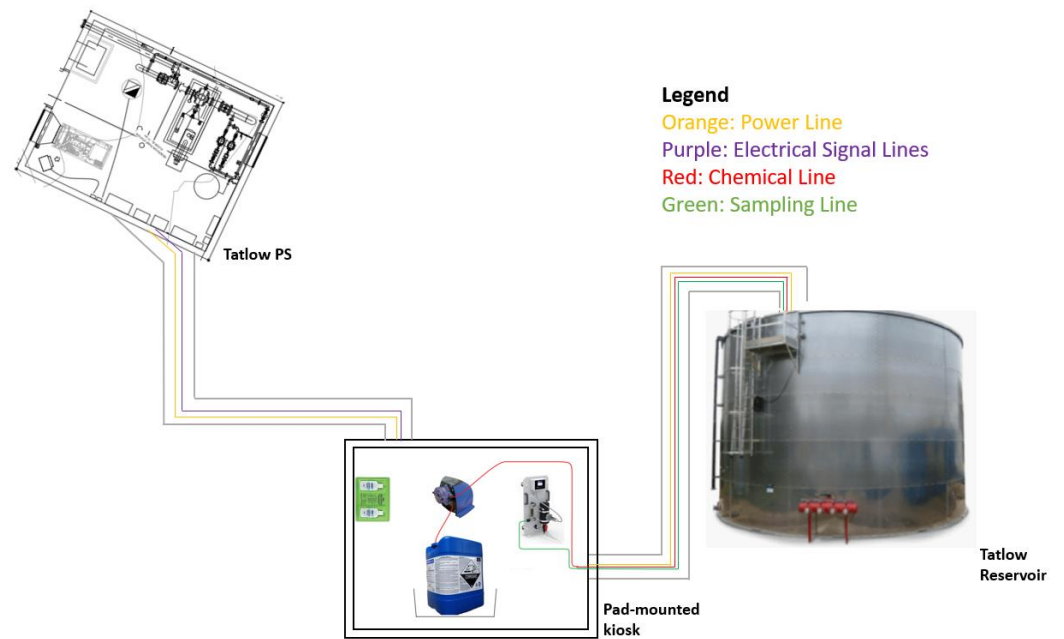 Legend
Orange: Power Line
Purple: Electrical Signal Lines
Red: Chemical Line
Green: Sampling Line
Tatlow PS
Tatlow
Reservoir
Pad-mounted
kiosk